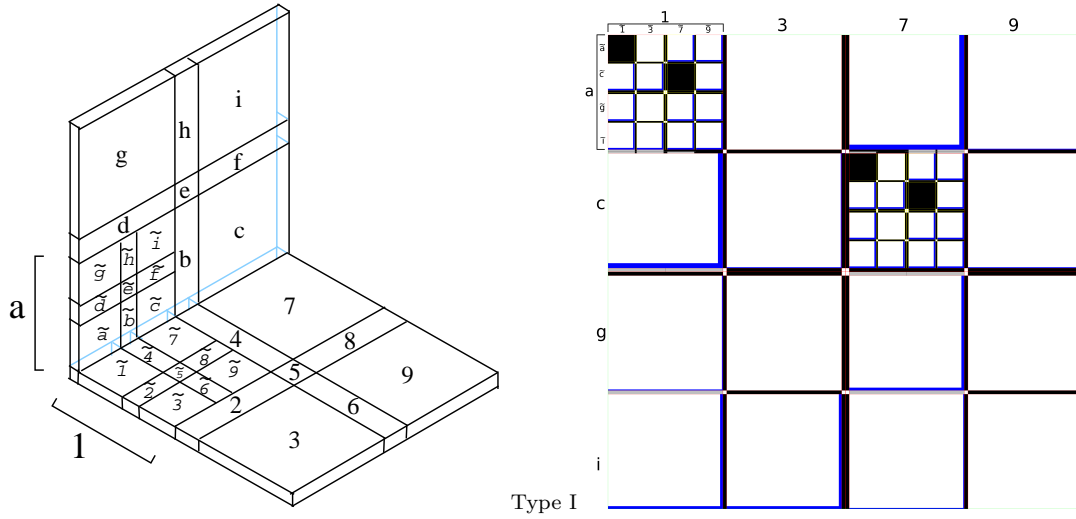 g
h
i
d
e
f
b
c
g̃
h̃
ĩ
d̃
ẽ
f̃
ã
b̃
c̃
a
1̃
4̃
7̃
2̃
5̃
8̃
3̃
6̃
9̃
1
4
7
2
5
8
3
6
9
Type I
1 3 7 9
1̃ 3̃ 7̃ 9̃
a
ã
c̃
g̃
ĩ
c
g
i